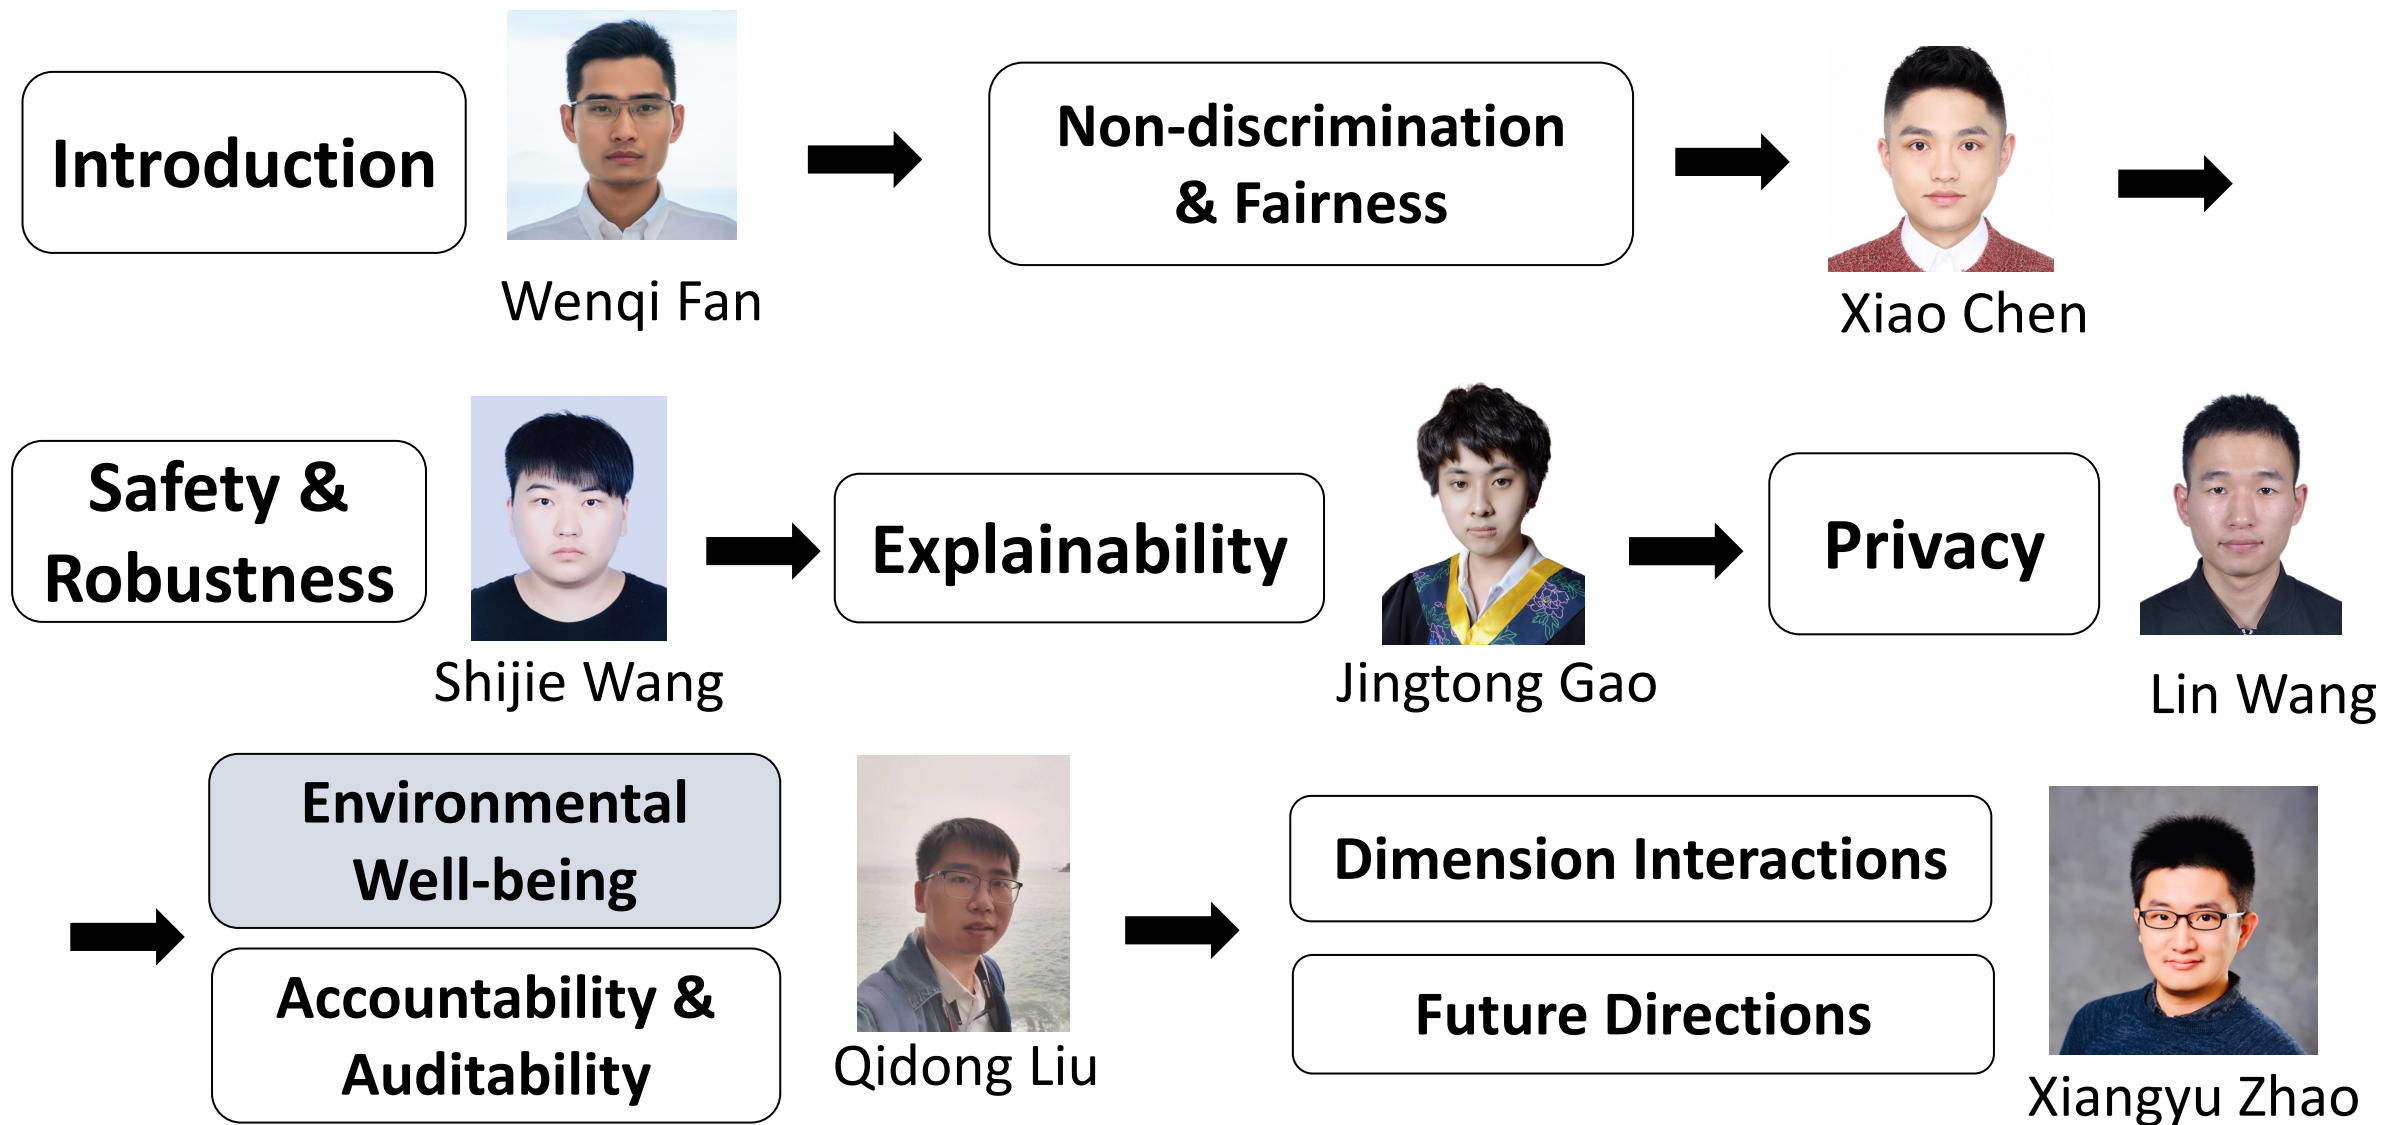 Introduction
Wenqi Fan
Non-discrimination
& Fairness
Xiao Chen
Safety &
Robustness
Shijie Wang
Explainability
Jingtong Gao
Privacy
Lin Wang
Environmental
Well-being
Accountability &
Auditability
Qidong Liu
Dimension Interactions
Future Directions
Xiangyu Zhao